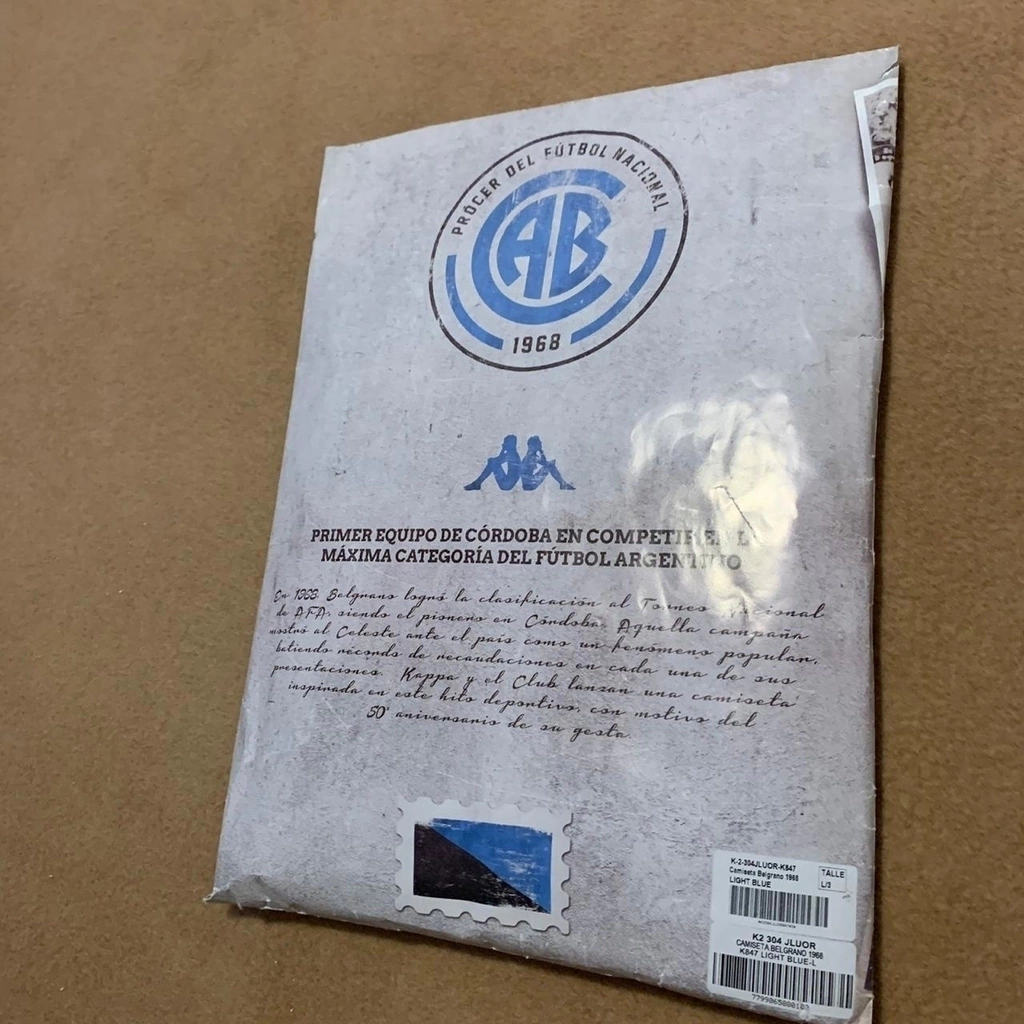 PRÓCER DEL FÚTBOL NACIONAL
CAB
1968
PRIMER EQUIPO DE CÓRDOBA EN COMPETIR EN LA
MÁXIMA CATEGORÍA DEL FÚTBOL ARGENTINO
En 1968, Belgrano logró la clasificación al Torneo Nacional
de AFA, siendo el pionero en Córdoba. Aquella campaña
mostró al Celeste ante el país como un fenómeno popular,
batiendo récords de recaudaciones en cada una de sus
presentaciones. Kappa y el Club lanzan una camiseta
inspirada en este hito deportivo, con motivo del
50° aniversario de su gesta.
K-2-304JLUOR-K847
Camiseta Belgrano 1968
LIGHT BLUE
TALLE
L/3
K2 304 JLUOR
CAMISETA BELGRANO 1968
K847 LIGHT BLUE-L